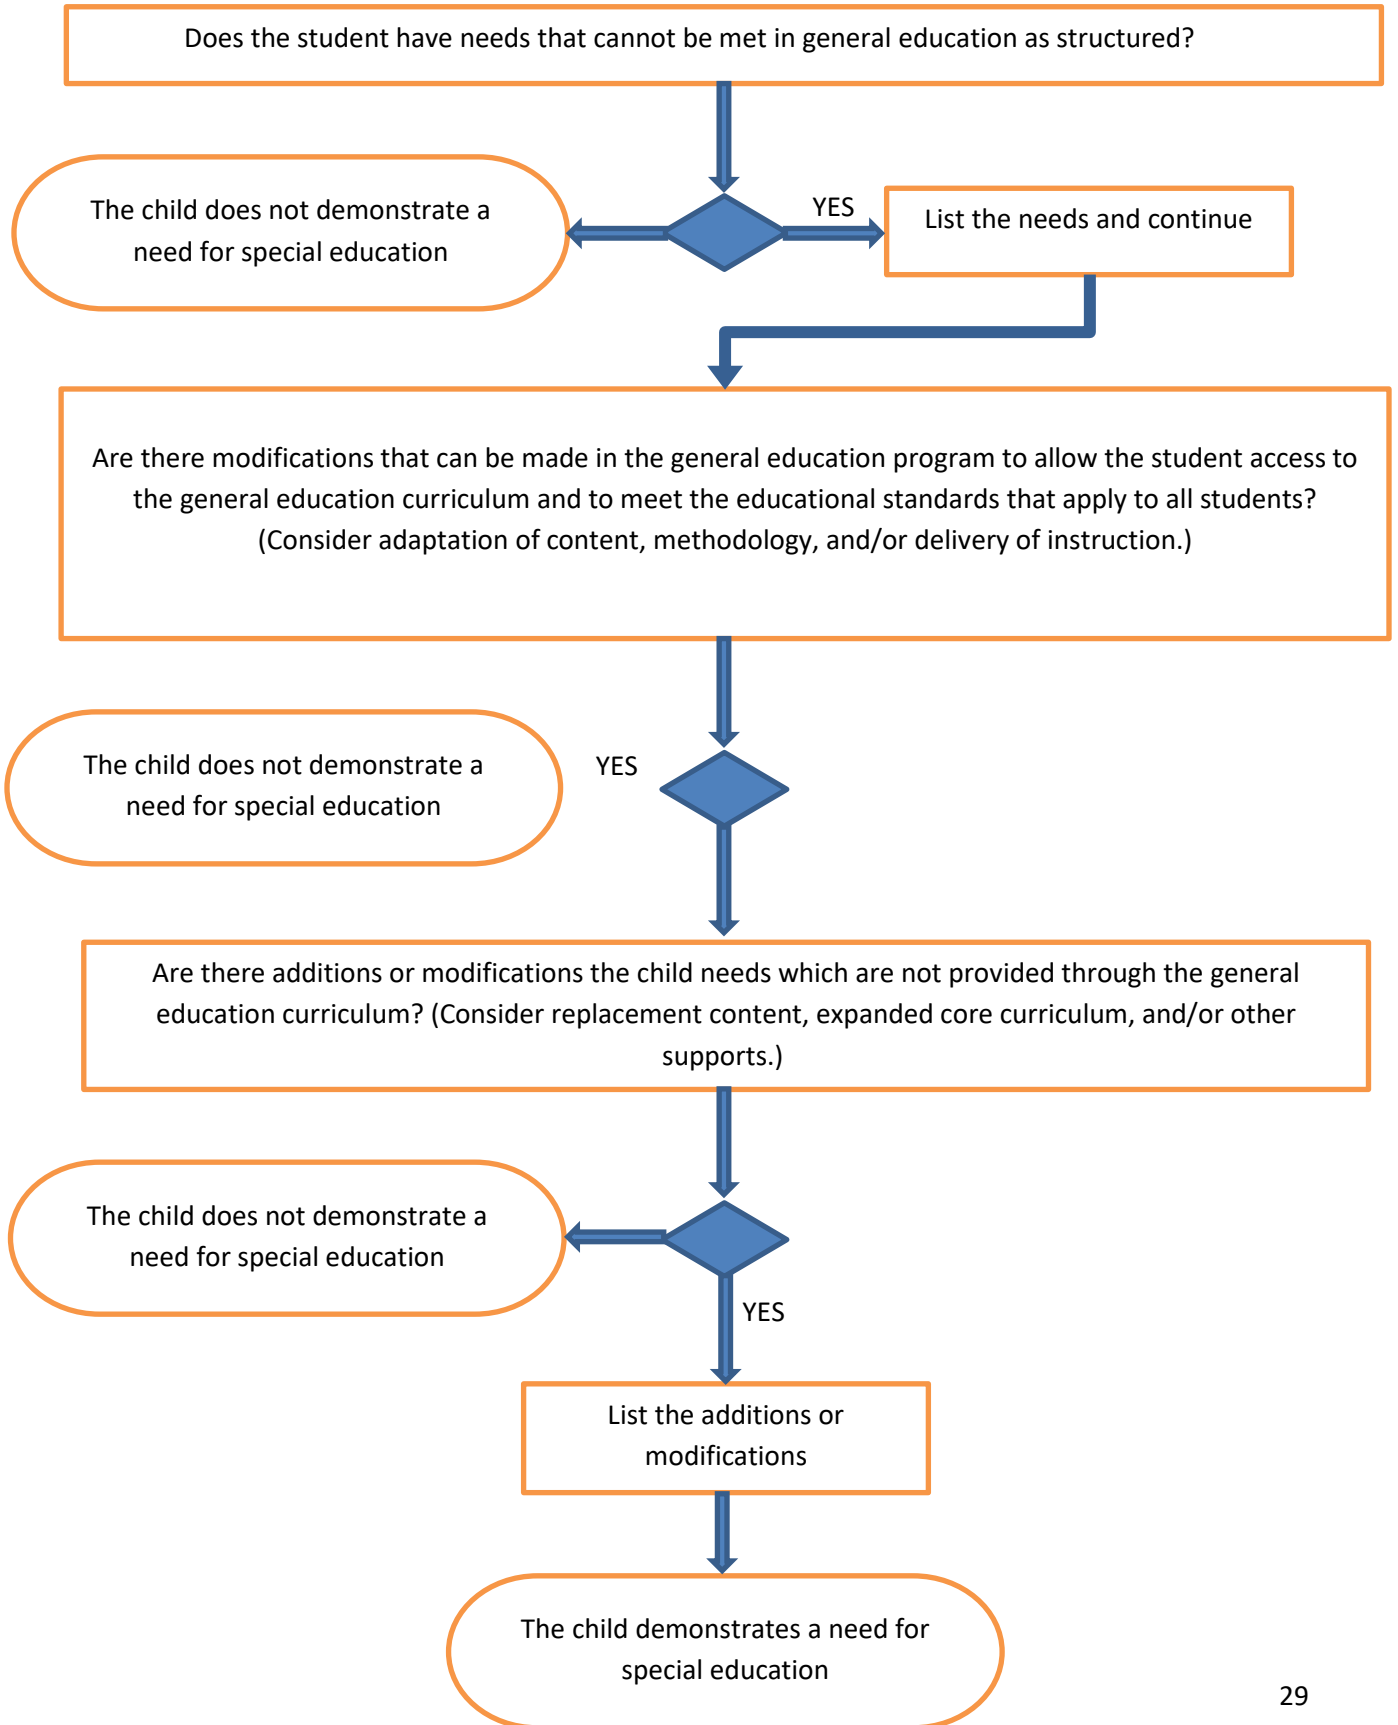 Does the student have needs that cannot be met in general education as structured?
The child does not demonstrate a
need for special education
YES
List the needs and continue
Are there modifications that can be made in the general education program to allow the student access to
the general education curriculum and to meet the educational standards that apply to all students?
(Consider adaptation of content, methodology, and/or delivery of instruction.)
The child does not demonstrate a
need for special education
YES
Are there additions or modifications the child needs which are not provided through the general
education curriculum? (Consider replacement content, expanded core curriculum, and/or other
supports.)
The child does not demonstrate a
need for special education
YES
List the additions or
modifications
The child demonstrates a need for
special education
29